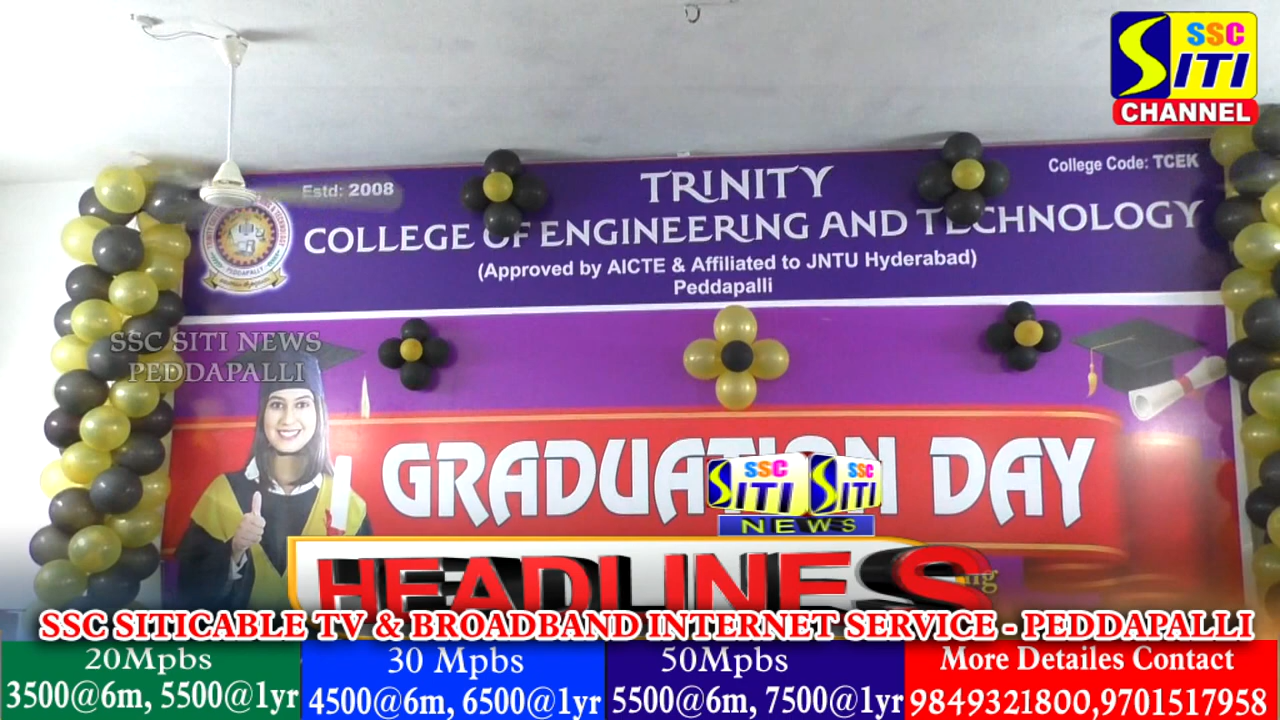 SSC
SITI
CHANNEL
Estd: 2008
College Code: TCEK
TRINITY
COLLEGE OF ENGINEERING AND TECHNOLOGY
(Approved by AICTE & Affiliated to JNTU Hyderabad)
Peddapalli
PEDDAPALLI
SSC SITI NEWS
PEDDAPALLI
GRADUATION DAY
SSC SITI SSC SITI
NEWS
HEADLINES
SSC SITICABLE TV & BROADBAND INTERNET SERVICE - PEDDAPALLI
20Mpbs
3500@6m, 5500@1yr
30 Mpbs
4500@6m, 6500@1yr
50Mpbs
5500@6m, 7500@1yr
More Detailes Contact
9849321800,9701517958